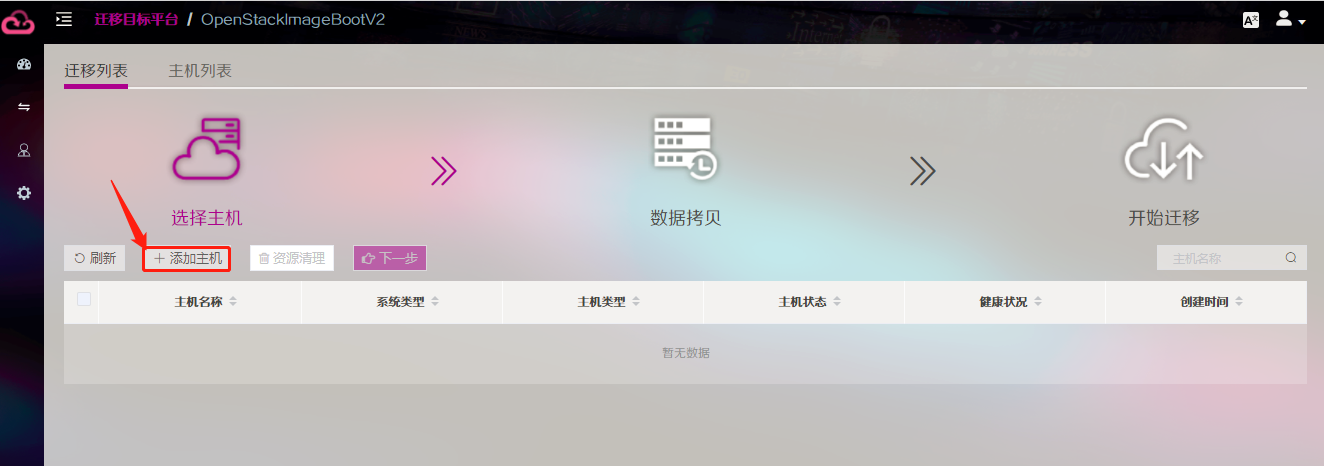 迁移目标平台 / OpenStackImageBootV2
迁移列表 主机列表
选择主机 数据拷贝 开始迁移
刷新 添加主机 资源清理 下一步 主机名称
主机名称 系统类型 主机类型 主机状态 健康状况 创建时间
暂无数据